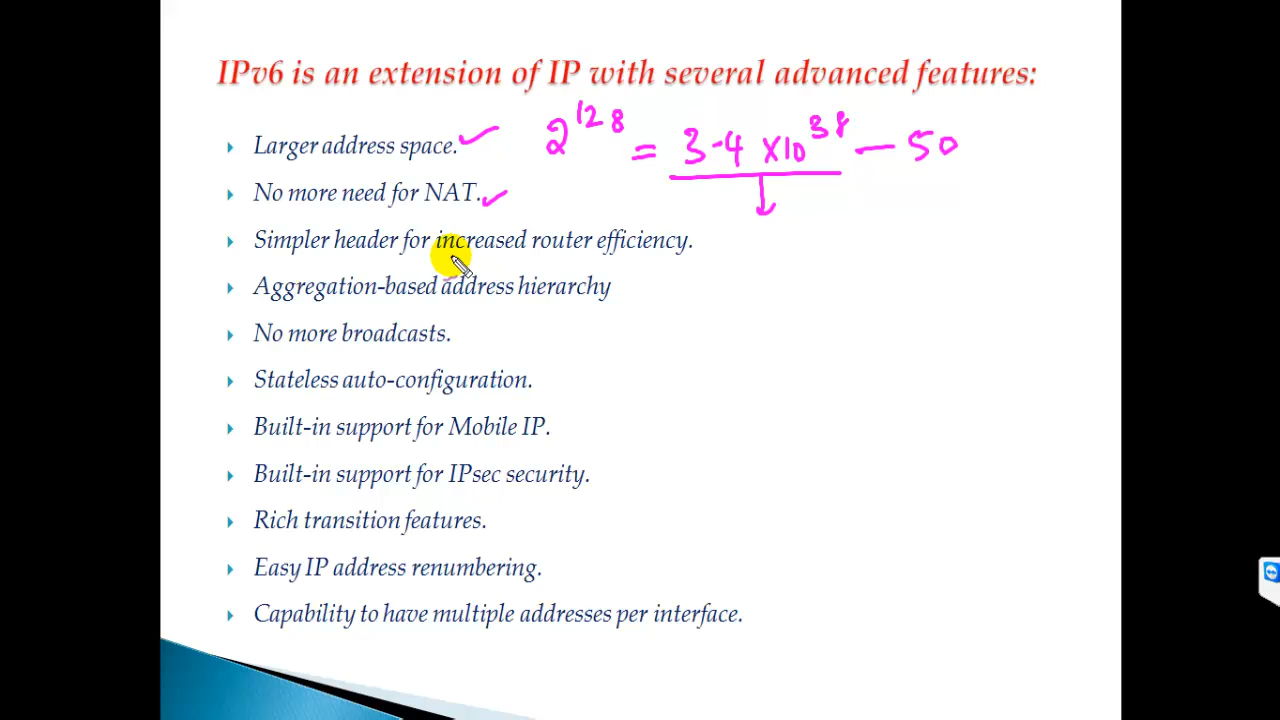 IPv6 is an extension of IP with several advanced features:
Larger address space.
2^128 = 3.4 ×10^38 — 50
No more need for NAT.
Simpler header for increased router efficiency.
Aggregation-based address hierarchy
No more broadcasts.
Stateless auto-configuration.
Built-in support for Mobile IP.
Built-in support for IPsec security.
Rich transition features.
Easy IP address renumbering.
Capability to have multiple addresses per interface.